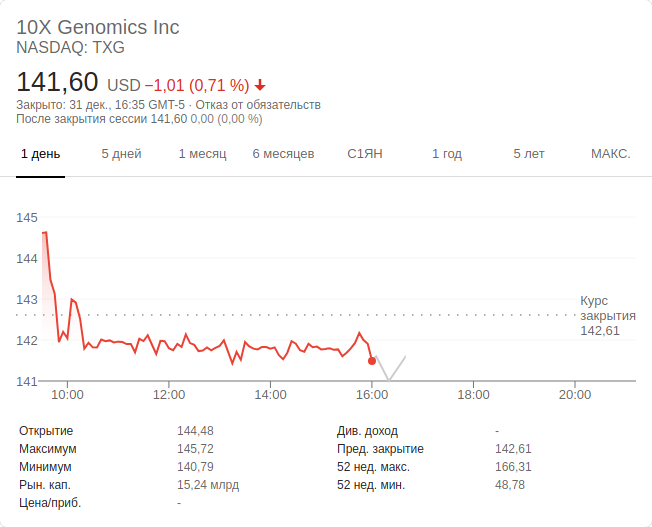 10X Genomics Inc
NASDAQ: TXG
141,60 USD −1,01 (0,71 %)
Закрыто: 31 дек., 16:35 GMT-5 · Отказ от обязательств
После закрытия сессии 141,60 0,00 (0,00 %)
1 день 5 дней 1 месяц 6 месяцев С1ЯН 1 год 5 лет МАКС.
145
144
143
Курс
закрытия
142,61
142
141
10:00 12:00 14:00 16:00 18:00 20:00
Открытие 144,48 Див. доход -
Максимум 145,72 Пред. закрытие 142,61
Минимум 140,79 52 нед. макс. 166,31
Рын. кап. 15,24 млрд 52 нед. мин. 48,78
Цена/приб. -